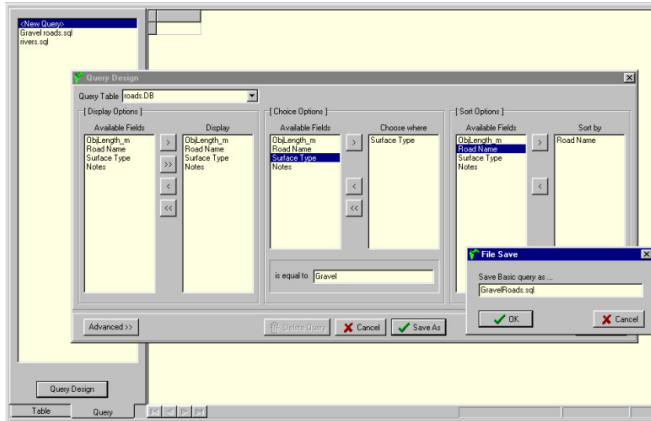 <New Query>
Gravel roads.sql
rivers.sql
Query Design
Query Table roads.DB
[ Display Options ]
Available Fields
Display
ObjLength_m
Road Name
Surface Type
Notes
>
>>
<
<<
ObjLength_m
Road Name
Surface Type
Notes
[ Choice Options ]
Available Fields
Choose where
ObjLength_m
Road Name
Surface Type
Notes
>
<
<<
Surface Type
is equal to Gravel
[ Sort Options ]
Available Fields
Sort by
ObjLength_m
Road Name
Surface Type
Notes
>
<
Road Name
File Save
Save Basic query as ...
GravelRoads.sql
OK
Cancel
Advanced >>
Delete Query
Cancel
Save As
Query Design
Table
Query